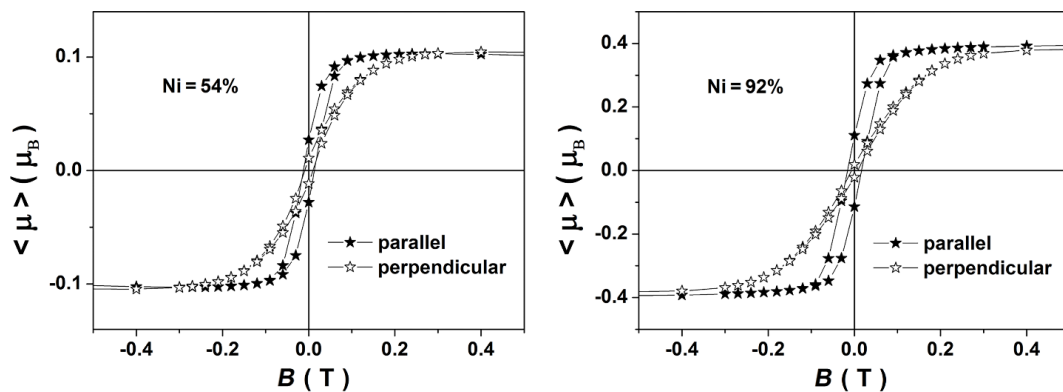 < μ > ( μB )
0.1
0.0
-0.1
Ni = 54%
parallel
perpendicular
-0.4 -0.2 0.0 0.2 0.4
B ( T )
< μ > ( μB )
0.4
0.2
0.0
-0.2
-0.4
Ni = 92%
parallel
perpendicular
-0.4 -0.2 0.0 0.2 0.4
B ( T )